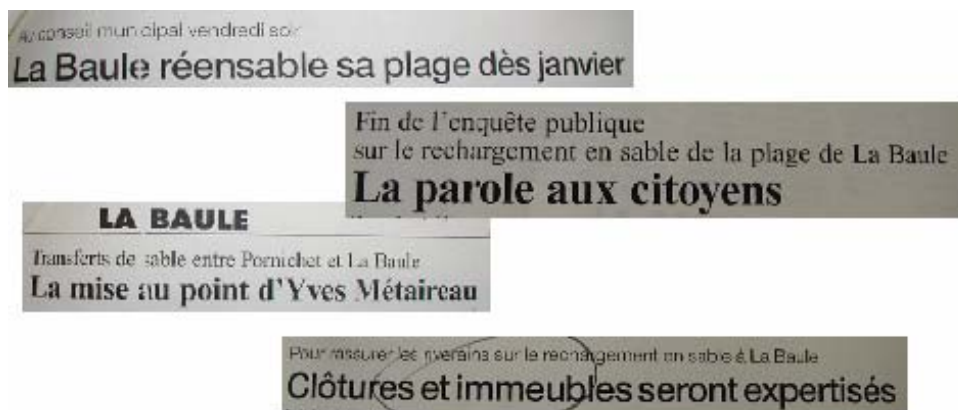 Au conseil municipal vendredi soir
La Baule réensable sa plage dès janvier
Fin de l'enquête publique
sur le rechargement en sable de la plage de La Baule
La parole aux citoyens
LA BAULE
Transferts de sable entre Pornichet et La Baule
La mise au point d'Yves Métaireau
Pour rassurer les riverains sur le rechargement en sable à La Baule
Clôtures et immeubles seront expertisés